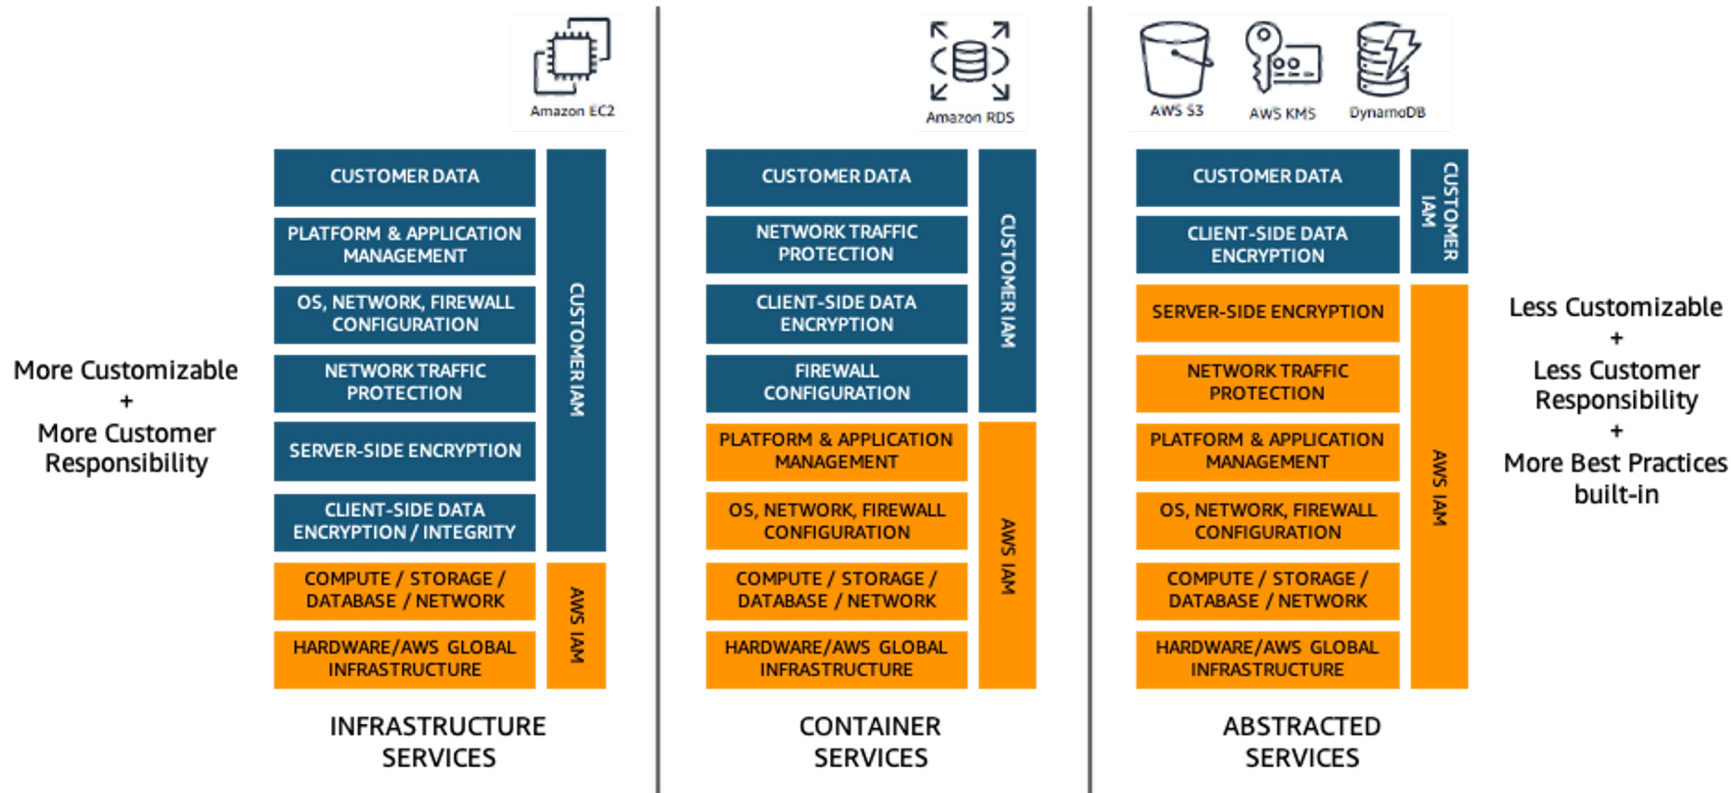 More Customizable
+
More Customer
Responsibility
Amazon EC2
CUSTOMER DATA
PLATFORM & APPLICATION
MANAGEMENT
OS, NETWORK, FIREWALL
CONFIGURATION
NETWORK TRAFFIC
PROTECTION
SERVER-SIDE ENCRYPTION
CLIENT-SIDE DATA
ENCRYPTION / INTEGRITY
COMPUTE / STORAGE /
DATABASE / NETWORK
HARDWARE/AWS GLOBAL
INFRASTRUCTURE
CUSTOMER IAM
AWS IAM
INFRASTRUCTURE
SERVICES
Amazon RDS
CUSTOMER DATA
NETWORK TRAFFIC
PROTECTION
CLIENT-SIDE DATA
ENCRYPTION
FIREWALL
CONFIGURATION
PLATFORM & APPLICATION
MANAGEMENT
OS, NETWORK, FIREWALL
CONFIGURATION
COMPUTE / STORAGE /
DATABASE / NETWORK
HARDWARE/AWS GLOBAL
INFRASTRUCTURE
CUSTOMER IAM
AWS IAM
CONTAINER
SERVICES
AWS S3
AWS KMS
DynamoDB
CUSTOMER DATA
CLIENT-SIDE DATA
ENCRYPTION
SERVER-SIDE ENCRYPTION
NETWORK TRAFFIC
PROTECTION
PLATFORM & APPLICATION
MANAGEMENT
OS, NETWORK, FIREWALL
CONFIGURATION
COMPUTE / STORAGE /
DATABASE / NETWORK
HARDWARE/AWS GLOBAL
INFRASTRUCTURE
CUSTOMER
IAM
AWS IAM
ABSTRACTED
SERVICES
Less Customizable
+
Less Customer
Responsibility
+
More Best Practices
built-in